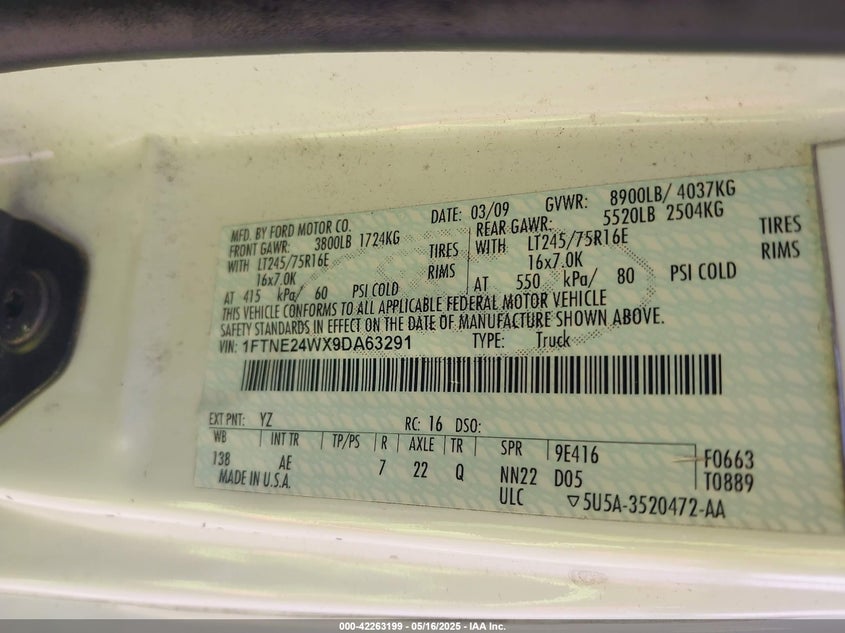 MFD. BY FORD MOTOR CO.
DATE: 03/09 GVWR: 8900LB/ 4037KG
FRONT GAWR: 3800LB 1724KG
REAR GAWR: 5520LB 2504KG
WITH LT245/75R16E TIRES
WITH LT245/75R16E TIRES
16x7.0K RIMS
16x7.0K RIMS
AT 415 kPa/ 60 PSI COLD
AT 550 kPa/ 80 PSI COLD
THIS VEHICLE CONFORMS TO ALL APPLICABLE FEDERAL MOTOR VEHICLE
SAFETY STANDARDS IN EFFECT ON THE DATE OF MANUFACTURE SHOWN ABOVE.
VIN: 1FTNE24WX9DA63291 TYPE: Truck
EXT PNT: YZ RC: 16 DSO:
WB INT TR TP/PS R AXLE TR SPR 9E416 F0663
138 AE 7 22 Q NN22 D05 T0889
MADE IN U.S.A. ULC ▽5U5A-3520472-AA
000-42263199 - 05/16/2025 - IAA Inc.